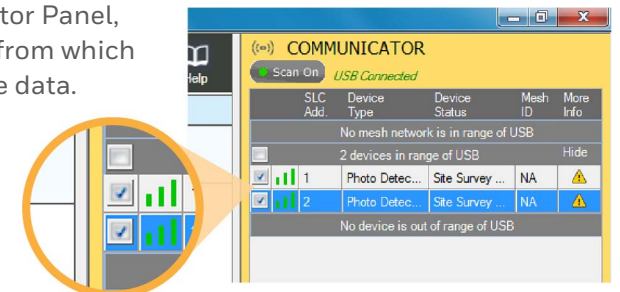 tor Panel,
from which
e data.
Help
COMMUNICATOR
Scan On USB Connected
SLC Add. Device Type Device Status Mesh ID More Info
No mesh network is in range of USB
2 devices in range of USB Hide
1 Photo Detec... Site Survey ... NA
2 Photo Detec... Site Survey ... NA
No device is out of range of USB